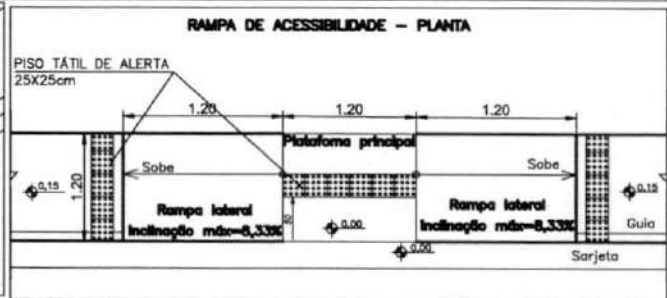 RAMPA DE ACESSIBILIDADE – PLANTA
PISO TÁTIL DE ALERTA
25X25cm
1.20 1.20 1.20
Plataforma principal
Sobe Sobe
0,15 0,15
1.20
Rampa lateral
Inclinação máx=8,33%
Rampa lateral
Inclinação máx=8,33%
0.00
Guia
0.00
Sarjeta